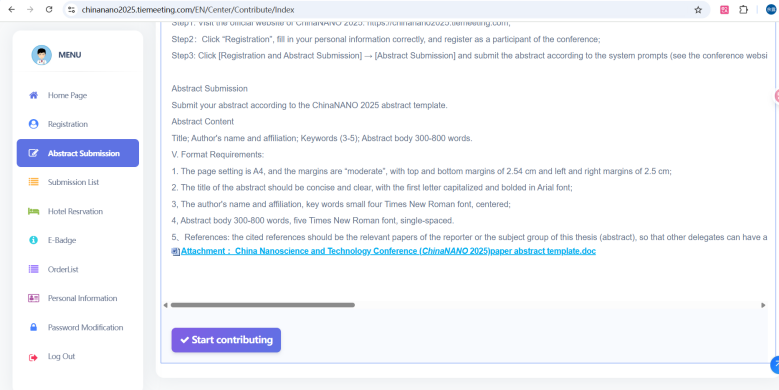 chinanano2025.tiemeeting.com/EN/Center/Contribute/Index
MENU
Home Page
Registration
Abstract Submission
Submission List
Hotel Resrvation
E-Badge
OrderList
Personal Information
Password Modification
Log Out
Step1: Visit the official website of ChinaNANO 2025: https://chinanano2025.tiemeeting.com;
Step2: Click "Registration", fill in your personal information correctly, and register as a participant of the conference;
Step3: Click [Registration and Abstract Submission] → [Abstract Submission] and submit the abstract according to the system prompts (see the conference websi
Abstract Submission
Submit your abstract according to the ChinaNANO 2025 abstract template.
Abstract Content
Title; Author's name and affiliation; Keywords (3-5); Abstract body 300-800 words.
V. Format Requirements:
1. The page setting is A4, and the margins are "moderate", with top and bottom margins of 2.54 cm and left and right margins of 2.5 cm;
2. The title of the abstract should be concise and clear, with the first letter capitalized and bolded in Arial font;
3, The author's name and affiliation, key words small four Times New Roman font, centered;
4, Abstract body 300-800 words, five Times New Roman font, single-spaced.
5、References: the cited references should be the relevant papers of the reporter or the subject group of this thesis (abstract), so that other delegates can have a
Attachment： China Nanoscience and Technology Conference (ChinaNANO 2025)paper abstract template.doc
Start contributing